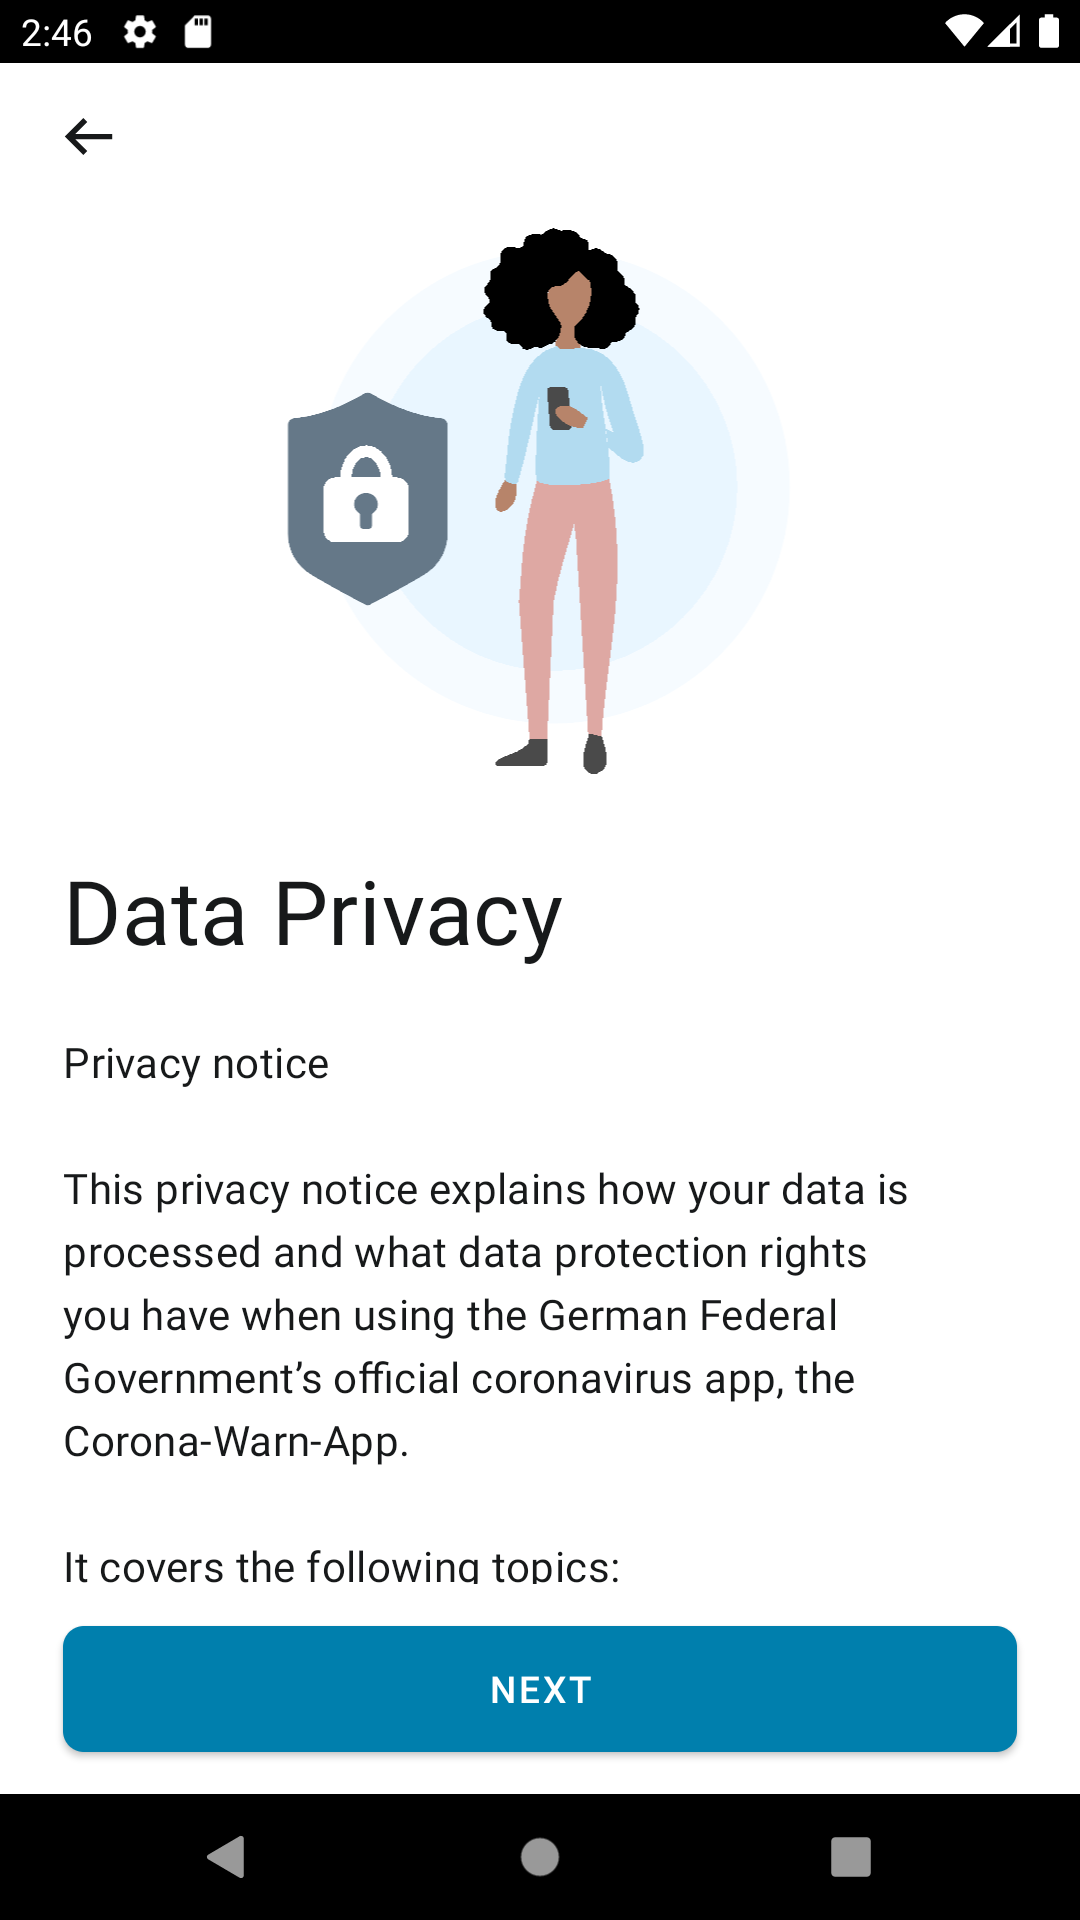 2:46
Data Privacy
Privacy notice
This privacy notice explains how your data is
processed and what data protection rights
you have when using the German Federal
Government’s official coronavirus app, the
Corona-Warn-App.
It covers the following topics:
NEXT